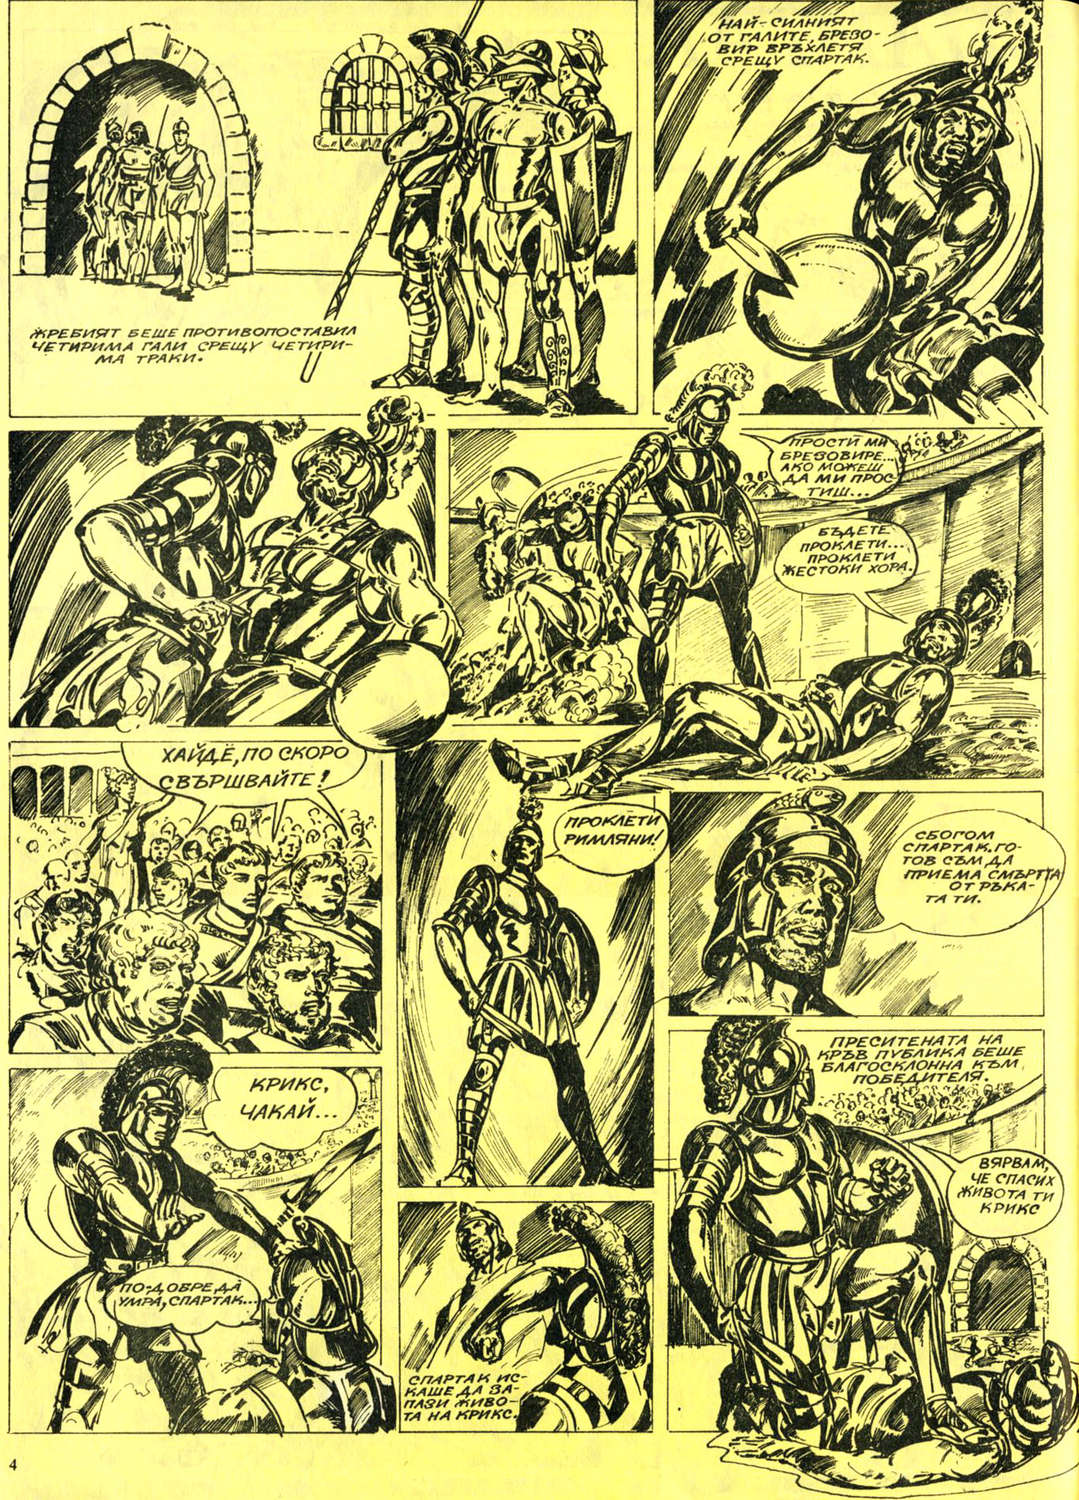 ЖРЕБИЯТ БЕШЕ ПРОТИВОПОСТАВИЛ
ЧЕТИРИМА ГАЛИ СРЕЩУ ЧЕТИРИ-
МА ТРАКИ.
НАЙ-СИЛНИЯТ
ОТ ГАЛИТЕ, БРЕЗО-
ВИР ВРЪХЛЕТЯ
СРЕЩУ СПАРТАК.
ПРОСТИ МИ
БРЕЗОВИРЕ...
АКО МОЖЕШ
ДА МИ ПРОС
ТИШ...
БЪДЕТЕ
ПРОКЛЕТИ...
ПРОКЛЕТИ
ЖЕСТОКИ ХОРА.
ХАЙДЕ, ПО СКОРО
СВЪРШВАЙТЕ!
ПРОКЛЕТИ
РИМЛЯНИ!
СБОГОМ
СПАРТАК. ГО-
ТОВ СЪМ ДА
ПРИЕМА СМЪРТТА
ОТ РЪКА-
ТА ТИ.
КРИКС,
ЧАКАЙ...
ПО-ДОБРЕ ДА
УМРА, СПАРТАК...
СПАРТАК ИС-
КАШЕ ДА ЗА-
ПАЗИ ЖИВО-
ТА НА КРИКС.
ПРЕСИТЕНАТА НА
КРЪВ ПУБЛИКА БЕШЕ
БЛАГОСКЛОННА КЪМ
ПОБЕДИТЕЛЯ.
ВЯРВАМ,
ЧЕ СПАСИХ
ЖИВОТА ТИ
КРИКС
4